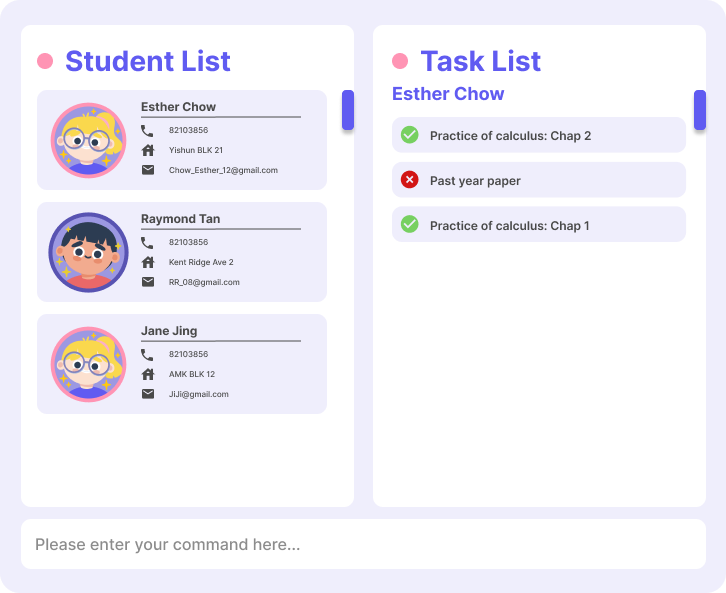 Student List
Esther Chow
82103856
Yishun BLK 21
Chow_Esther_12@gmail.com
Raymond Tan
82103856
Kent Ridge Ave 2
RR_08@gmail.com
Jane Jing
82103856
AMK BLK 12
JiJi@gmail.com
Task List
Esther Chow
Practice of calculus: Chap 2
Past year paper
Practice of calculus: Chap 1
Please enter your command here...